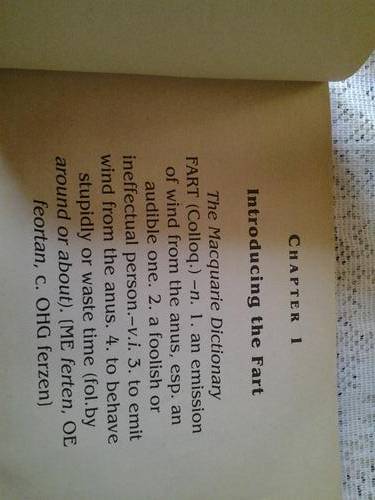 CHAPTER 1
Introducing the Fart
The Macquarie Dictionary
FART (Colloq.) –n. 1. an emission
of wind from the anus, esp. an
audible one. 2. a foolish or
ineffectual person.–v.i. 3. to emit
wind from the anus. 4. to behave
stupidly or waste time (fol.by
around or about). [ME ferten, OE
feortan, c. OHG ferzen]